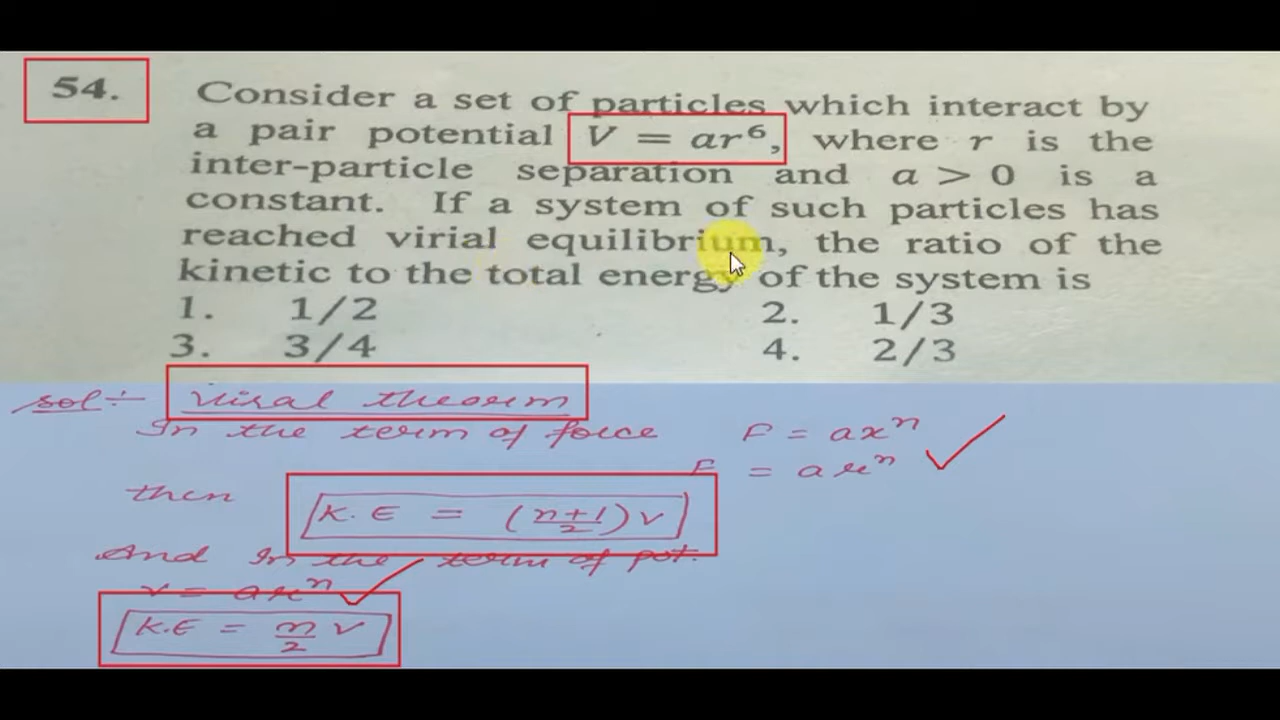 54. Consider a set of particles which interact by
a pair potential V = ar⁶, where r is the
inter-particle separation and a > 0 is a
constant. If a system of such particles has
reached virial equilibrium, the ratio of the
kinetic to the total energy of the system is
1. 1/2 2. 1/3
3. 3/4 4. 2/3
sol÷ viral theorm
In the term of force F = axⁿ
F = arⁿ
then K.E = (n+1/2) V
And In the term of pot.
V = arⁿ
K.E = n/2 V